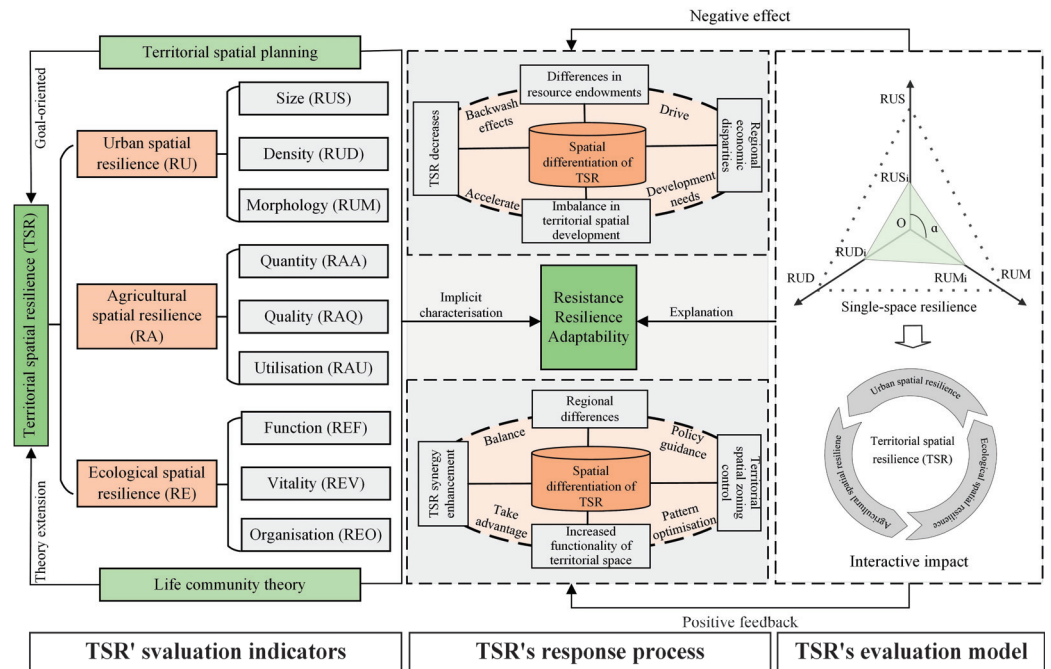 Negative effect
Territorial spatial planning
Goal-oriented
Territorial spatial resilience (TSR)
Theory extension
Urban spatial
resilience (RU)
Size (RUS)
Density (RUD)
Morphology (RUM)
Agricultural
spatial resilience
(RA)
Quantity (RAA)
Quality (RAQ)
Utilisation (RAU)
Ecological spatial
resilience (RE)
Function (REF)
Vitality (REV)
Organisation (REO)
Life community theory
Differences in
resource endowments
Backwash
effects
Drive
TSR decreases
Spatial
differentiation of
TSR
Regional
economic
disparities
Accelerate
Development
needs
Imbalance in
territorial spatial
development
Implicit
characterisation
Resistance
Resilience
Adaptability
Explanation
Regional
differences
Balance
Policy
guidance
TSR synergy
enhancement
Spatial
differentiation of
TSR
Territorial
spatial zoning
control
Take
advantage
Pattern
optimisation
Increased
functionality of
territorial space
RUS
RUSi
O
α
RUDi
RUD
RUMi
RUM
Single-space resilience
Urban spatial resilience
Agricultural spatial resiliene
Ecological spatial resilience
Territorial spatial
resilience (TSR)
Interactive impact
Positive feedback
TSR' svaluation indicators
TSR's response process
TSR's evaluation model